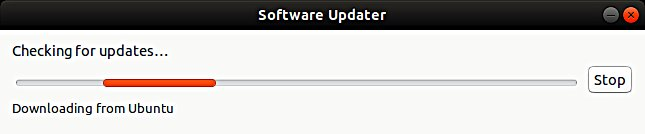 Software Updater
Checking for updates…
Stop
Downloading from Ubuntu